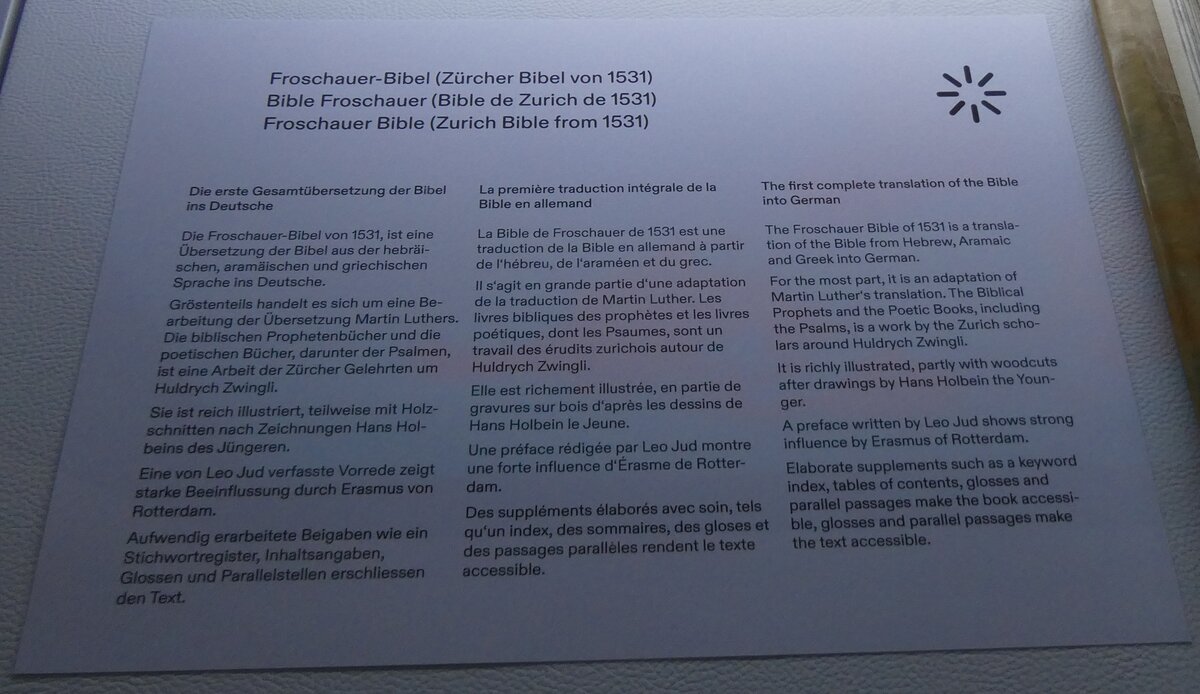 Froschauer-Bibel (Zürcher Bibel von 1531)
Bible Froschauer (Bible de Zurich de 1531)
Froschauer Bible (Zurich Bible from 1531)
Die erste Gesamtübersetzung der Bibel
ins Deutsche
Die Froschauer-Bibel von 1531, ist eine
Übersetzung der Bibel aus der hebräi-
schen, aramäischen und griechischen
Sprache ins Deutsche.
Gröstenteils handelt es sich um eine Be-
arbeitung der Übersetzung Martin Luthers.
Die biblischen Prophetenbücher und die
poetischen Bücher, darunter der Psalmen,
ist eine Arbeit der Zürcher Gelehrten um
Huldrych Zwingli.
Sie ist reich illustriert, teilweise mit Holz-
schnitten nach Zeichnungen Hans Hol-
beins des Jüngeren.
Eine von Leo Jud verfasste Vorrede zeigt
starke Beeinflussung durch Erasmus von
Rotterdam.
Aufwendig erarbeitete Beigaben wie ein
Stichwortregister, Inhaltsangaben,
Glossen und Parallelstellen erschliessen
den Text.
La première traduction intégrale de la
Bible en allemand
La Bible de Froschauer de 1531 est une
traduction de la Bible en allemand à partir
de l'hébreu, de l'araméen et du grec.
Il s'agit en grande partie d'une adaptation
de la traduction de Martin Luther. Les
livres bibliques des prophètes et les livres
poétiques, dont les Psaumes, sont un
travail des érudits zurichois autour de
Huldrych Zwingli.
Elle est richement illustrée, en partie de
gravures sur bois d'après les dessins de
Hans Holbein le Jeune.
Une préface rédigée par Leo Jud montre
une forte influence d'Érasme de Rotter-
dam.
Des suppléments élaborés avec soin, tels
qu'un index, des sommaires, des gloses et
des passages parallèles rendent le texte
accessible.
The first complete translation of the Bible
into German
The Froschauer Bible of 1531 is a transla-
tion of the Bible from Hebrew, Aramaic
and Greek into German.
For the most part, it is an adaptation of
Martin Luther's translation. The Biblical
Prophets and the Poetic Books, including
the Psalms, is a work by the Zurich scho-
lars around Huldrych Zwingli.
It is richly illustrated, partly with woodcuts
after drawings by Hans Holbein the Youn-
ger.
A preface written by Leo Jud shows strong
influence by Erasmus of Rotterdam.
Elaborate supplements such as a keyword
index, tables of contents, glosses and
parallel passages make the book accessi-
ble, glosses and parallel passages make
the text accessible.